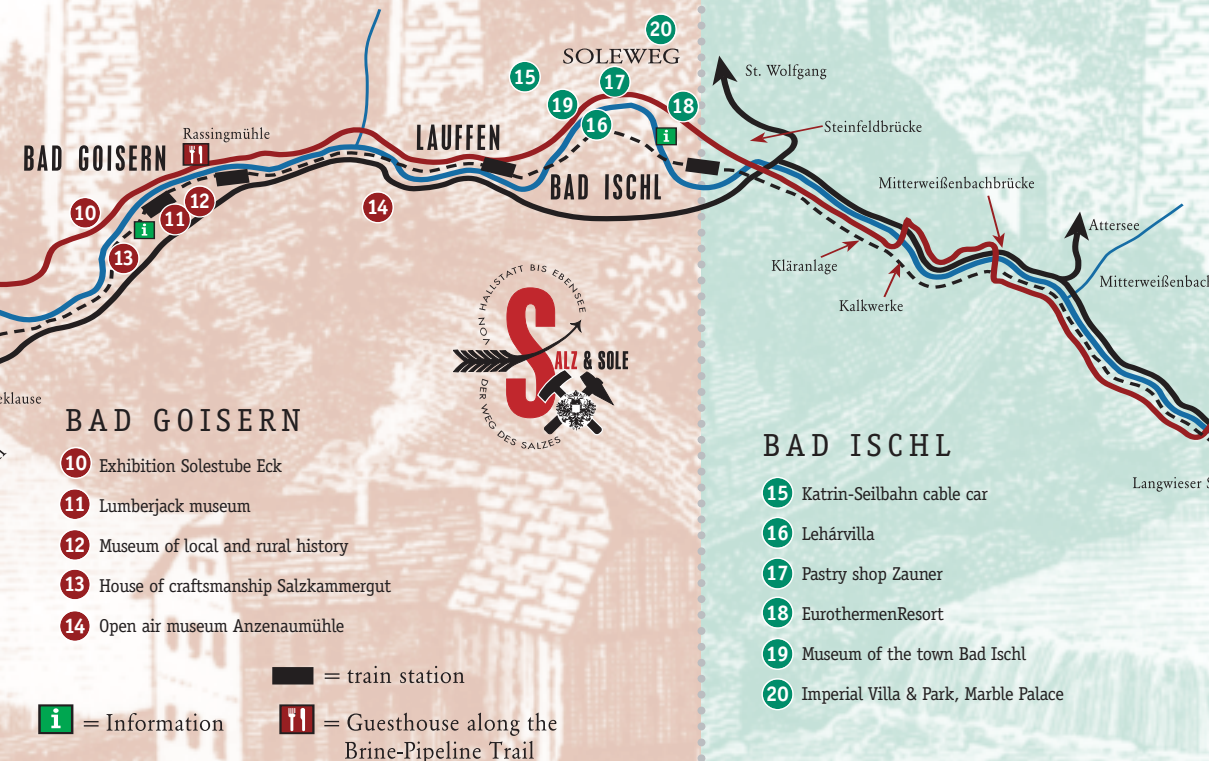 20
SOLEWEG
15
17
19
18
16
i
St. Wolfgang
Steinfeldbrücke
Rassingmühle
LAUFFEN
BAD GOISERN
BAD ISCHL
Mitterweißenbachbrücke
10
12
11
i
13
14
Attersee
Kläranlage
Mitterweißenbach
Kalkwerke
VON HALLSTATT BIS EBENSEE
SALZ & SOLE
DER WEG DES SALZES
eklause
BAD GOISERN
10 Exhibition Solestube Eck
11 Lumberjack museum
12 Museum of local and rural history
13 House of craftsmanship Salzkammergut
14 Open air museum Anzenaumühle
= train station
i = Information
= Guesthouse along the
Brine-Pipeline Trail
BAD ISCHL
Langwieser S
15 Katrin-Seilbahn cable car
16 Lehárvilla
17 Pastry shop Zauner
18 EurothermenResort
19 Museum of the town Bad Ischl
20 Imperial Villa & Park, Marble Palace